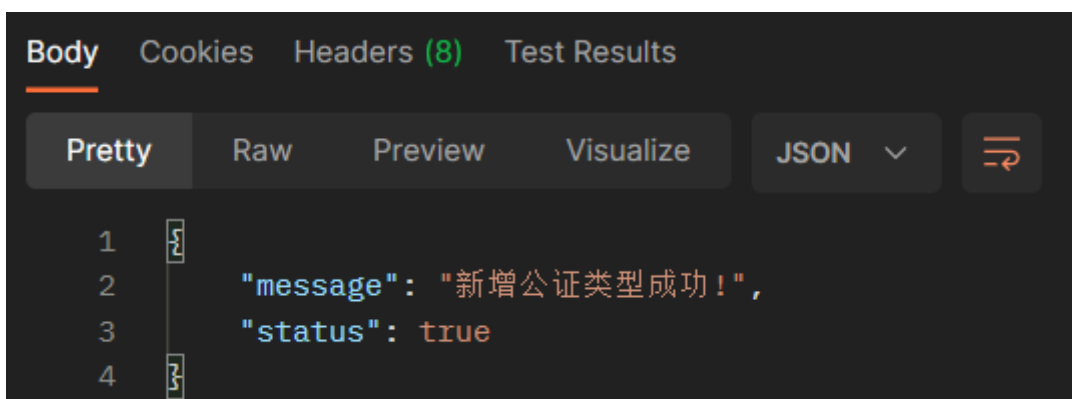 Body Cookies Headers (8) Test Results
Pretty Raw Preview Visualize JSON
1 {
2 "message": "新增公证类型成功!",
3 "status": true
4 }